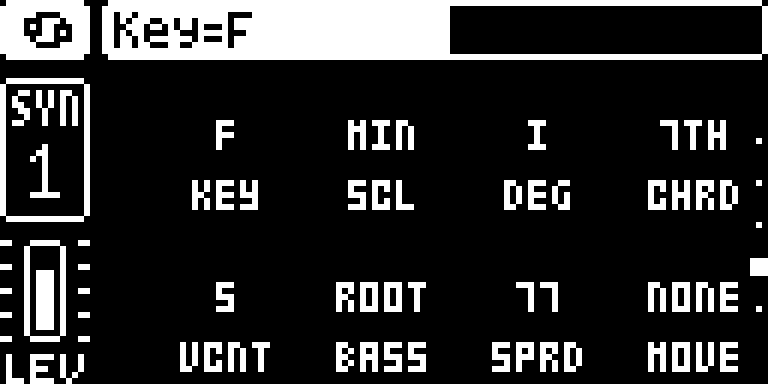 Key=F
SYN
1
F MIN I 7TH
KEY SCL DEG CHRD
5 ROOT 77 NONE
VCNT BASS SPRD MOVE
LEV